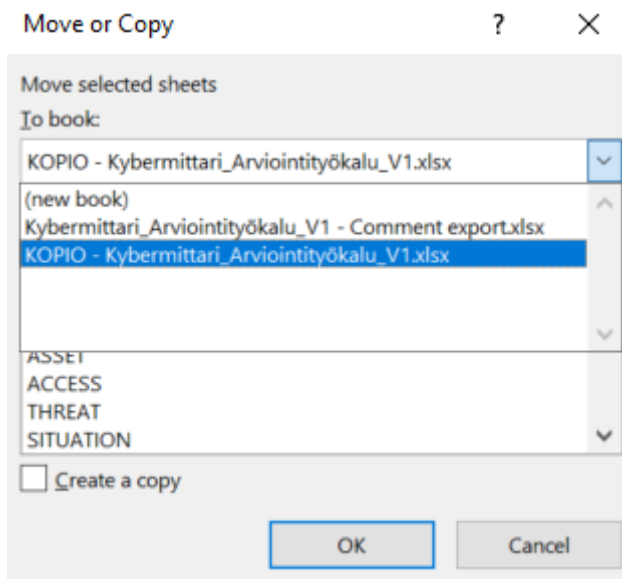 Move or Copy ?
Move selected sheets
To book:
KOPIO - Kybermittari_Arviointityökalu_V1.xlsx
(new book)
Kybermittari_Arviointityökalu_V1 - Comment export.xlsx
KOPIO - Kybermittari_Arviointityökalu_V1.xlsx
ASSET
ACCESS
THREAT
SITUATION
Create a copy
OK Cancel